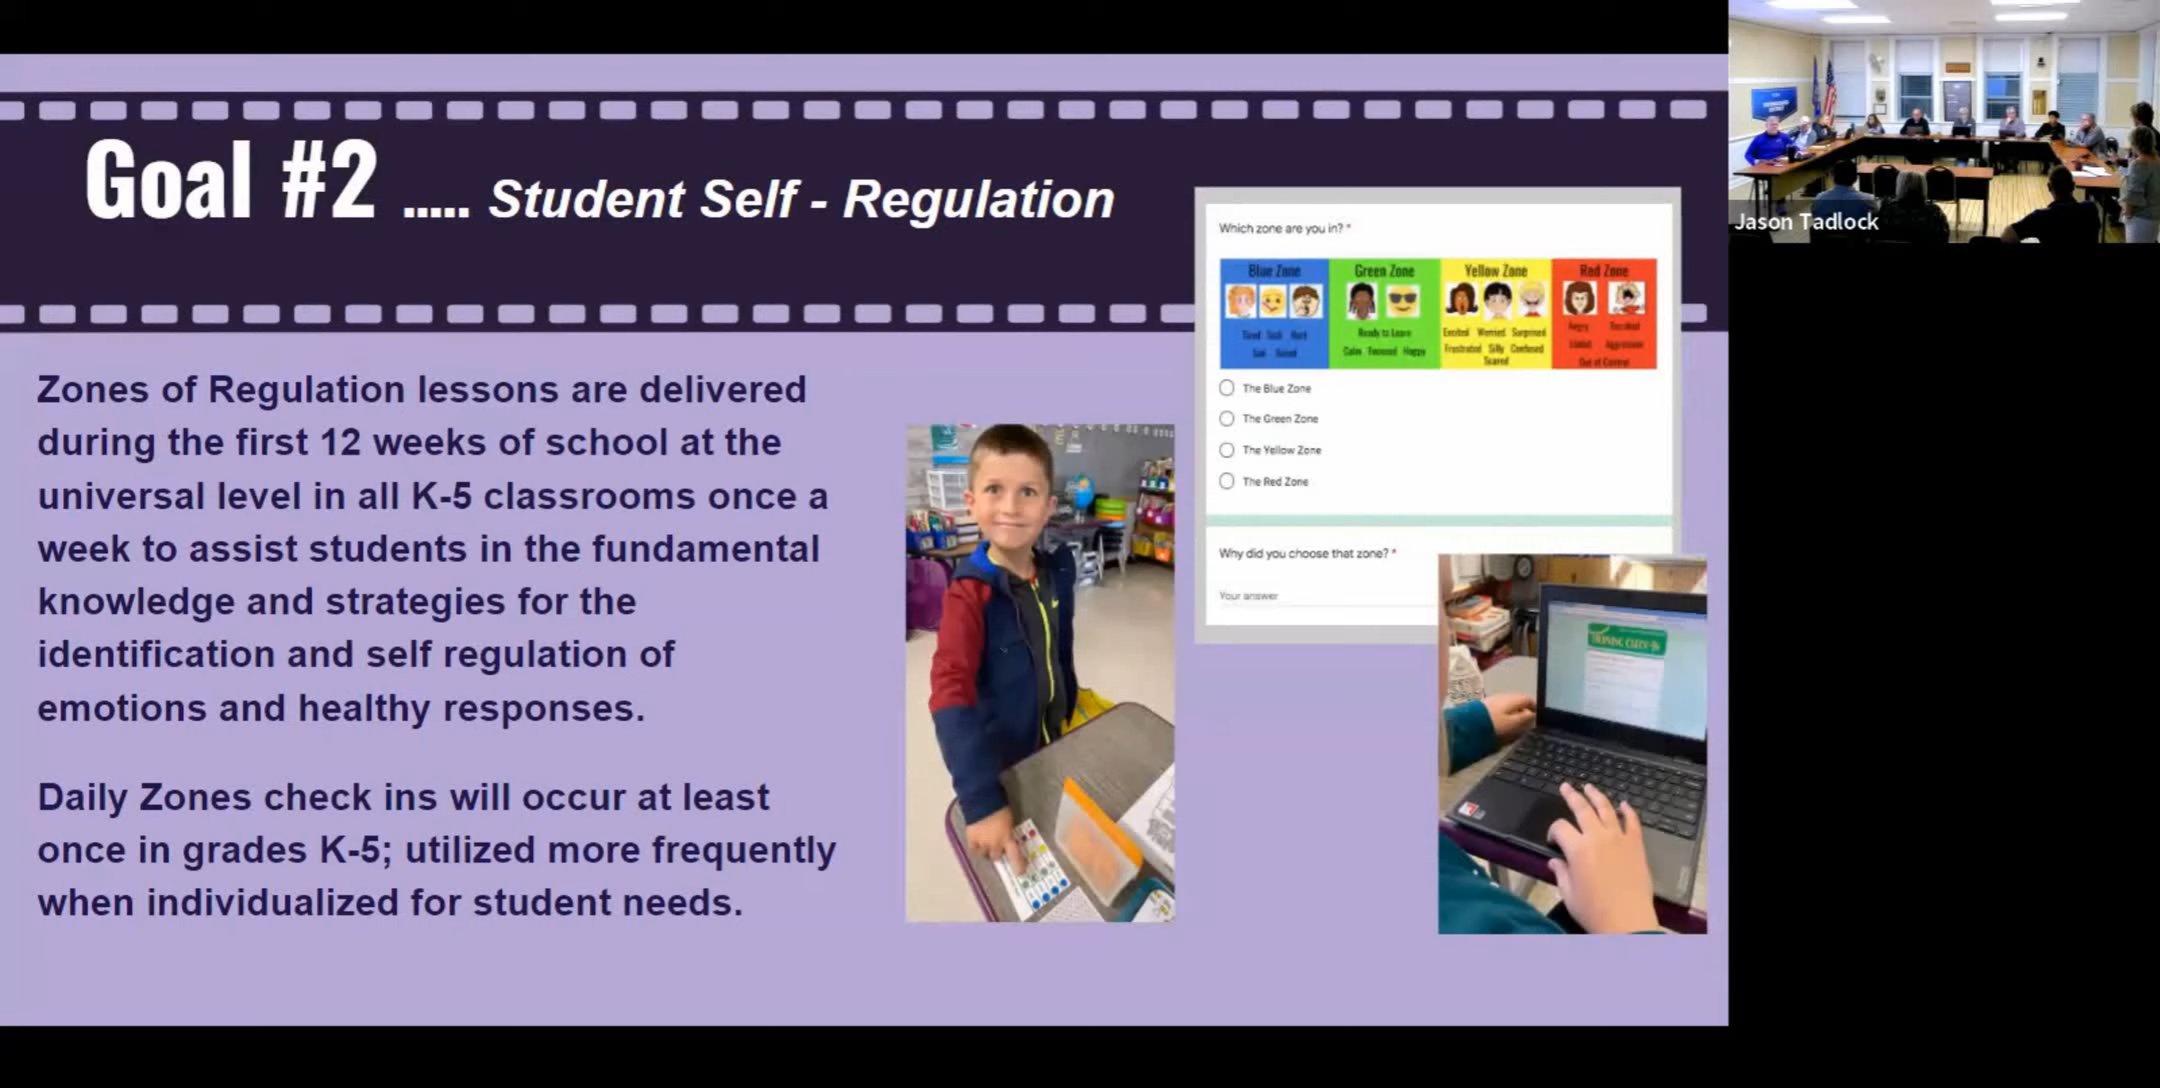 Goal #2 ..... Student Self - Regulation
Zones of Regulation lessons are delivered
during the first 12 weeks of school at the
universal level in all K-5 classrooms once a
week to assist students in the fundamental
knowledge and strategies for the
identification and self regulation of
emotions and healthy responses.
Daily Zones check ins will occur at least
once in grades K-5; utilized more frequently
when individualized for student needs.
Which zone are you in? *
Blue Zone Green Zone Yellow Zone Red Zone
Tired Sick Hurt
Sad Bored
Ready to Learn
Calm Focused Happy
Excited Worried Surprised
Frustrated Silly Confused
Scared
Angry Terrified
Elated Aggressive
Out of Control
The Blue Zone
The Green Zone
The Yellow Zone
The Red Zone
Why did you choose that zone? *
Your answer
Jason Tadlock